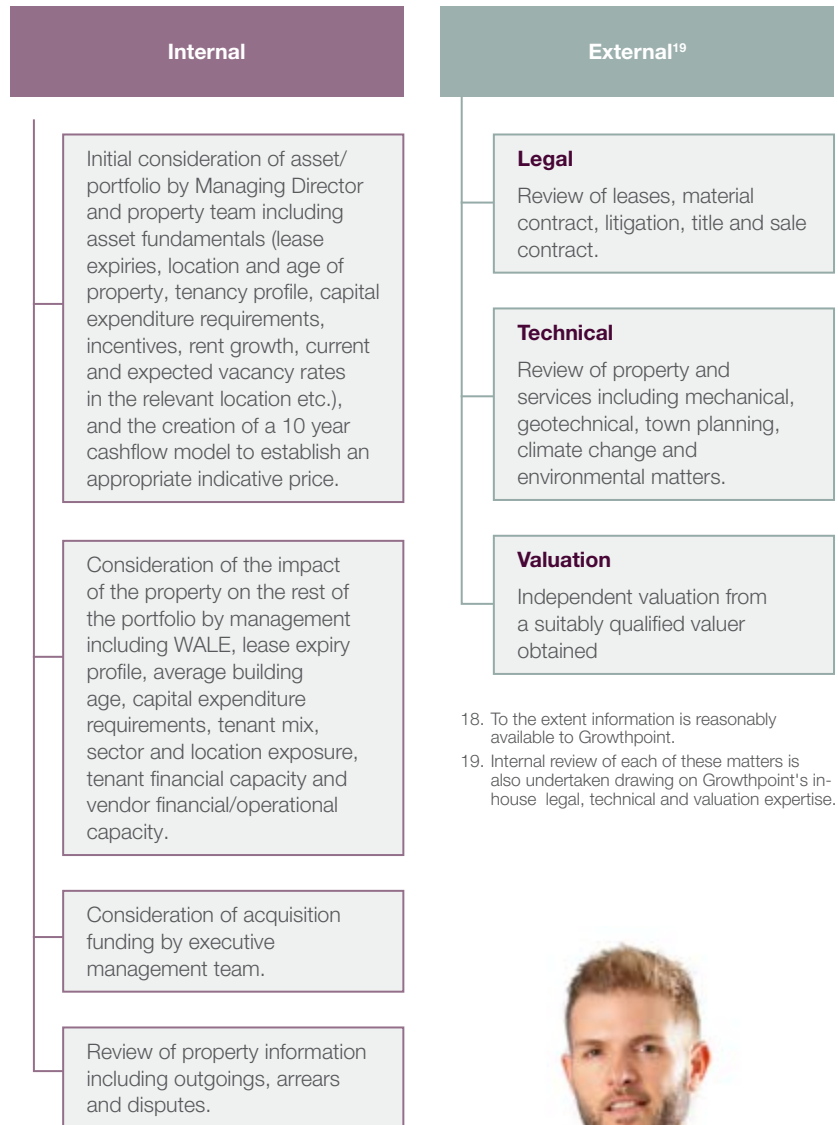 Internal
Initial consideration of asset/
portfolio by Managing Director
and property team including
asset fundamentals (lease
expiries, location and age of
property, tenancy profile, capital
expenditure requirements,
incentives, rent growth, current
and expected vacancy rates
in the relevant location etc.),
and the creation of a 10 year
cashflow model to establish an
appropriate indicative price.
Consideration of the impact
of the property on the rest of
the portfolio by management
including WALE, lease expiry
profile, average building
age, capital expenditure
requirements, tenant mix,
sector and location exposure,
tenant financial capacity and
vendor financial/operational
capacity.
Consideration of acquisition
funding by executive
management team.
Review of property information
including outgoings, arrears
and disputes.
External19
Legal
Review of leases, material
contract, litigation, title and sale
contract.
Technical
Review of property and
services including mechanical,
geotechnical, town planning,
climate change and
environmental matters.
Valuation
Independent valuation from
a suitably qualified valuer
obtained
18. To the extent information is reasonably
available to Growthpoint.
19. Internal review of each of these matters is
also undertaken drawing on Growthpoint's in-
house legal, technical and valuation expertise.